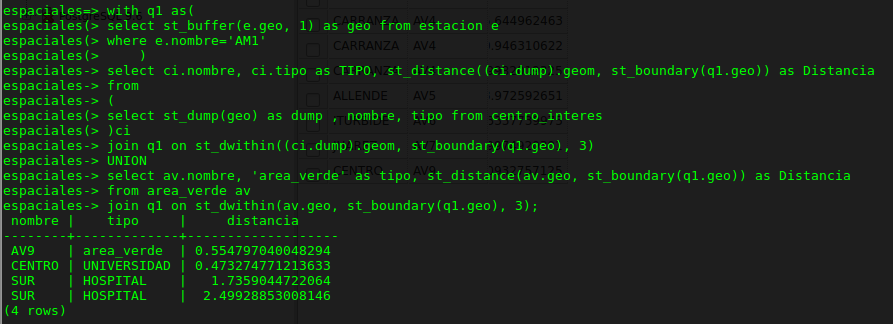 espaciales=> with q1 as(
espaciales(> select st_buffer(e.geo, 1) as geo from estacion e
espaciales(> where e.nombre='AM1'
espaciales(>     )
espaciales-> select ci.nombre, ci.tipo as TIPO, st_distance((ci.dump).geom, st_boundary(q1.geo)) as Distancia
espaciales-> from
espaciales-> (
espaciales(> select st_dump(geo) as dump , nombre, tipo from centro_interes
espaciales(> )ci
espaciales-> join q1 on st_dwithin((ci.dump).geom, st_boundary(q1.geo), 3)
espaciales-> UNION
espaciales-> select av.nombre, 'area_verde' as tipo, st_distance(av.geo, st_boundary(q1.geo)) as Distancia
espaciales-> from area_verde av
espaciales-> join q1 on st_dwithin(av.geo, st_boundary(q1.geo), 3);
 nombre |    tipo     |     distancia
--------+-------------+-------------------
 AV9    | area_verde  | 0.554797040048294
 CENTRO | UNIVERSIDAD | 0.473274771213633
 SUR    | HOSPITAL    |   1.7359044722064
 SUR    | HOSPITAL    |  2.49928853008146
(4 rows)
CARRANZA AV4 .644962463
CARRANZA AV4 .946310622
ALLENDE AV5 .972592651
CENTRO AV9